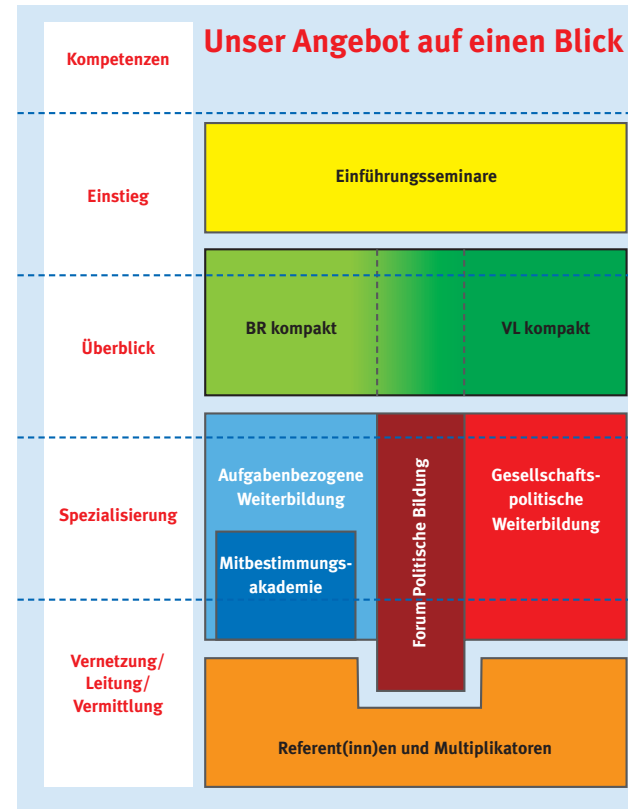 Kompetenzen
Unser Angebot auf einen Blick
Einstieg
Einführungsseminare
Überblick
BR kompakt
VL kompakt
Spezialisierung
Aufgabenbezogene
Weiterbildung
Mitbestimmungs-
akademie
Forum Politische Bildung
Gesellschafts-
politische
Weiterbildung
Vernetzung/
Leitung/
Vermittlung
Referent(inn)en und Multiplikatoren